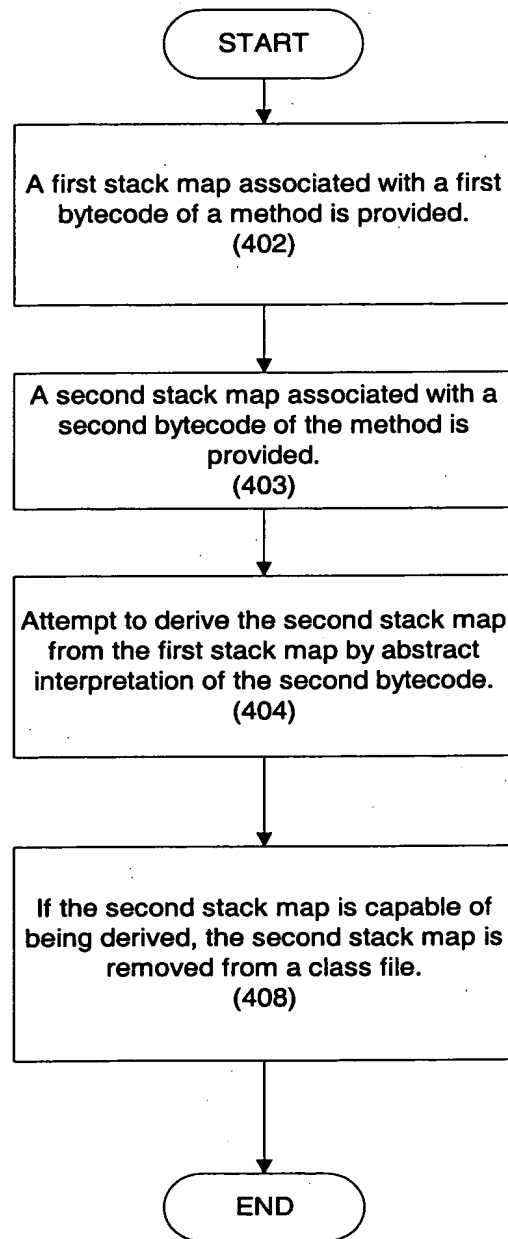 START
A first stack map associated with a first
bytecode of a method is provided.
(402)
A second stack map associated with a
second bytecode of the method is
provided.
(403)
Attempt to derive the second stack map
from the first stack map by abstract
interpretation of the second bytecode.
(404)
If the second stack map is capable of
being derived, the second stack map is
removed from a class file.
(408)
END